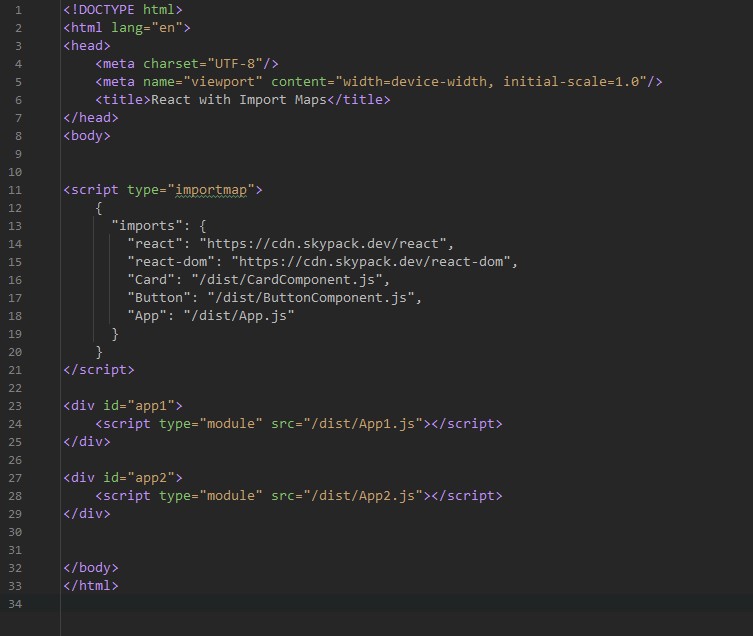 1 <!DOCTYPE html>
2 <html lang="en">
3 <head>
4     <meta charset="UTF-8"/>
5     <meta name="viewport" content="width=device-width, initial-scale=1.0"/>
6     <title>React with Import Maps</title>
7 </head>
8 <body>
9
10
11 <script type="importmap">
12     {
13       "imports": {
14         "react": "https://cdn.skypack.dev/react",
15         "react-dom": "https://cdn.skypack.dev/react-dom",
16         "Card": "/dist/CardComponent.js",
17         "Button": "/dist/ButtonComponent.js",
18         "App": "/dist/App.js"
19       }
20     }
21 </script>
22
23 <div id="app1">
24     <script type="module" src="/dist/App1.js"></script>
25 </div>
26
27 <div id="app2">
28     <script type="module" src="/dist/App2.js"></script>
29 </div>
30
31
32 </body>
33 </html>
34